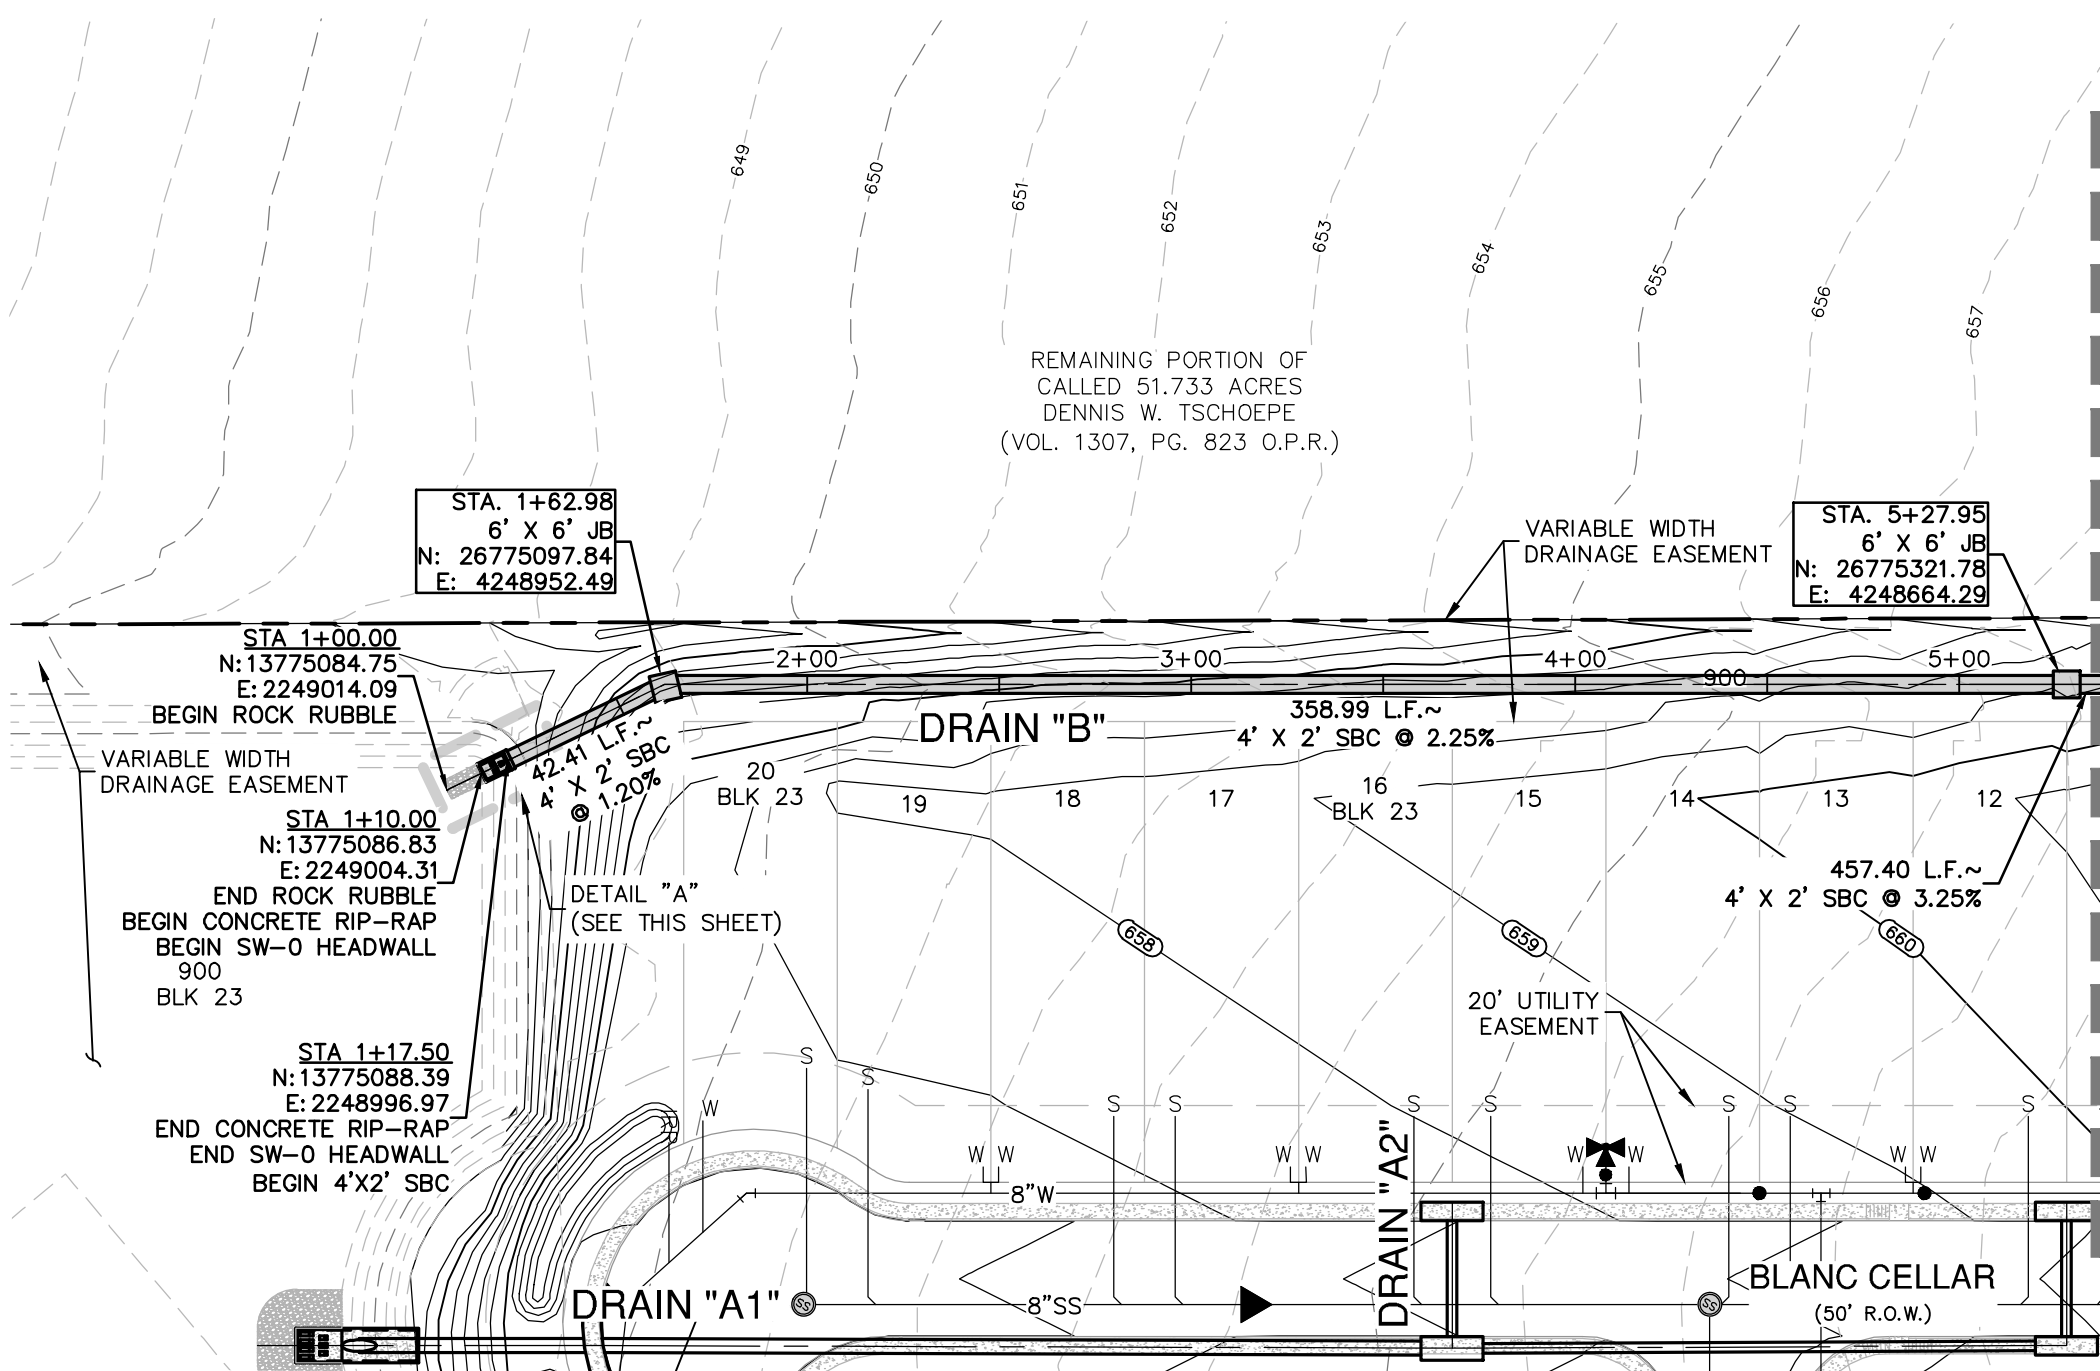 649
650
651
652
653
654
655
656
657
REMAINING PORTION OF
CALLED 51.733 ACRES
DENNIS W. TSCHOEPE
(VOL. 1307, PG. 823 O.P.R.)
STA. 1+62.98
6' X 6' JB
N: 26775097.84
E: 4248952.49
VARIABLE WIDTH
DRAINAGE EASEMENT
STA. 5+27.95
6' X 6' JB
N: 26775321.78
E: 4248664.29
STA 1+00.00
N:13775084.75
E:2249014.09
BEGIN ROCK RUBBLE
2+00
3+00
4+00
5+00
900
DRAIN "B"
358.99 L.F.~
4' X 2' SBC @ 2.25%
42.41 L.F.~
4' X 2' SBC
@ 1.20%
VARIABLE WIDTH
DRAINAGE EASEMENT
20
BLK 23
19
18
17
16
BLK 23
15
14
13
12
STA 1+10.00
N:13775086.83
E:2249004.31
END ROCK RUBBLE
BEGIN CONCRETE RIP-RAP
BEGIN SW-0 HEADWALL
900
BLK 23
DETAIL "A"
(SEE THIS SHEET)
457.40 L.F.~
4' X 2' SBC @ 3.25%
658
659
660
20' UTILITY
EASEMENT
STA 1+17.50
N:13775088.39
E:2248996.97
END CONCRETE RIP-RAP
END SW-0 HEADWALL
BEGIN 4'X2' SBC
S
S
S
S
S
S
S
S
S
W
W W
W W
W W
W W
8"W
DRAIN "A2"
DRAIN "A1"
SS
8"SS
SS
BLANC CELLAR
(50' R.O.W.)